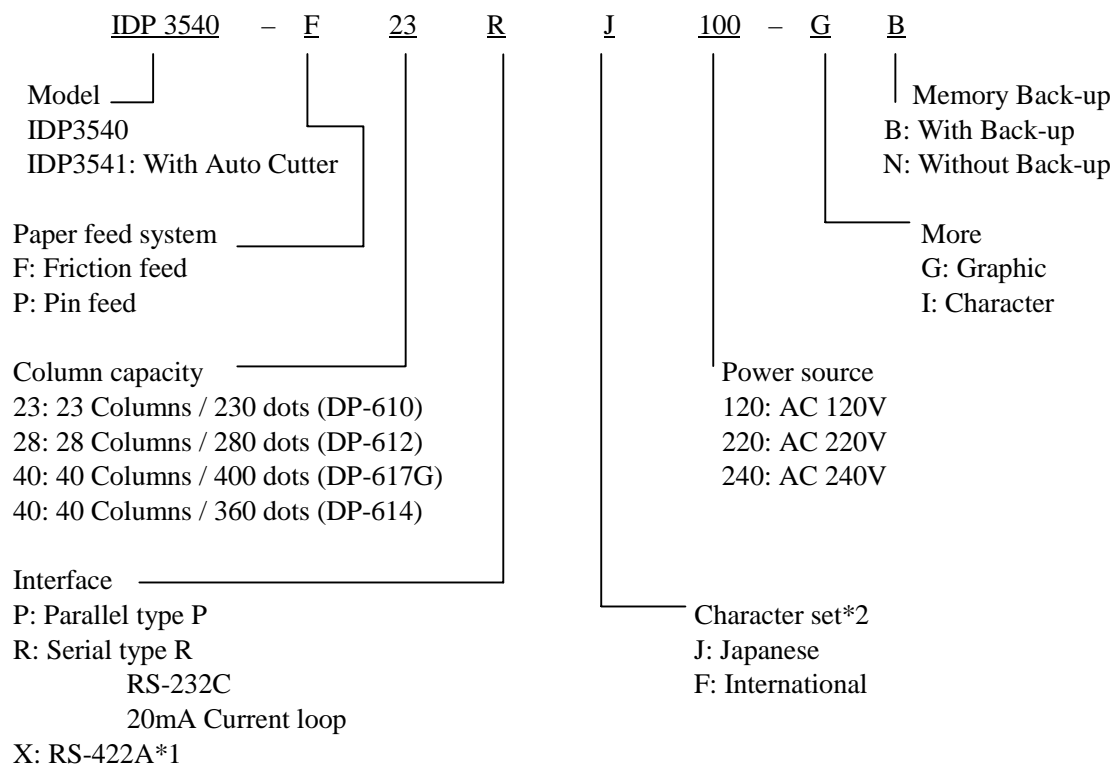 IDP 3540 – F 23 R J 100 – G B
Model
IDP3540
IDP3541: With Auto Cutter
Memory Back-up
B: With Back-up
N: Without Back-up
Paper feed system
F: Friction feed
P: Pin feed
More
G: Graphic
I: Character
Column capacity
23: 23 Columns / 230 dots (DP-610)
28: 28 Columns / 280 dots (DP-612)
40: 40 Columns / 400 dots (DP-617G)
40: 40 Columns / 360 dots (DP-614)
Power source
120: AC 120V
220: AC 220V
240: AC 240V
Interface
P: Parallel type P
R: Serial type R
RS-232C
20mA Current loop
X: RS-422A*1
Character set*2
J: Japanese
F: International